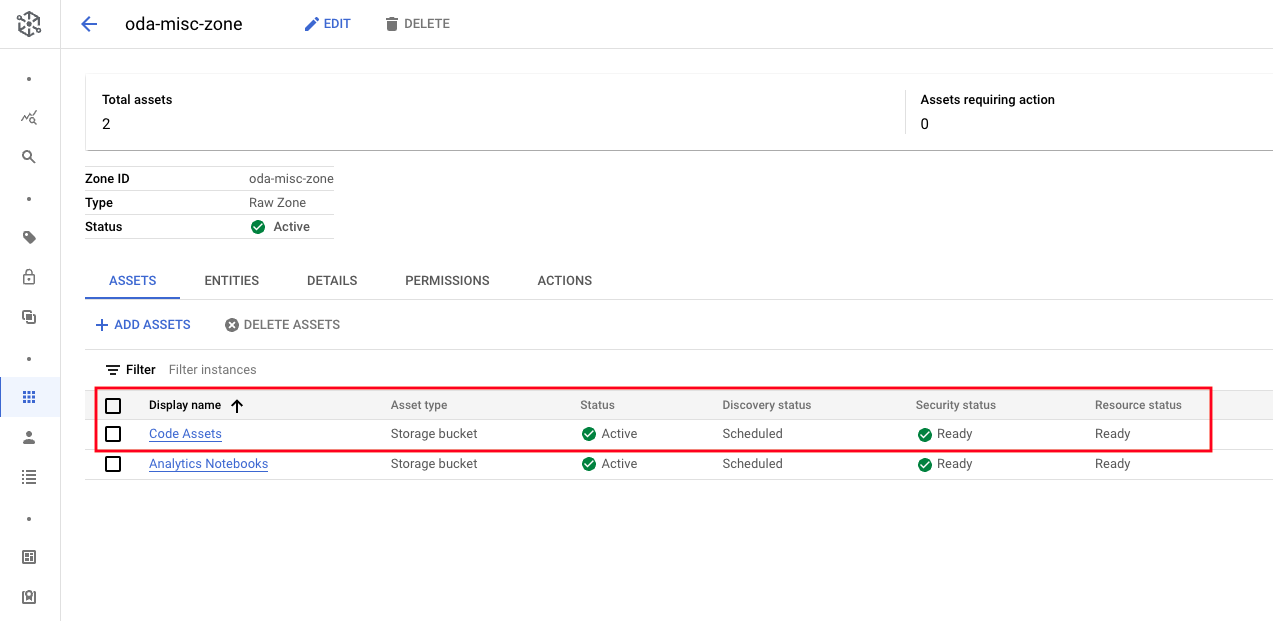 oda-misc-zone EDIT DELETE
Total assets Assets requiring action
2 0
Zone ID oda-misc-zone
Type Raw Zone
Status Active
ASSETS ENTITIES DETAILS PERMISSIONS ACTIONS
ADD ASSETS DELETE ASSETS
Filter Filter instances
Display name Asset type Status Discovery status Security status Resource status
Code Assets Storage bucket Active Scheduled Ready Ready
Analytics Notebooks Storage bucket Active Scheduled Ready Ready